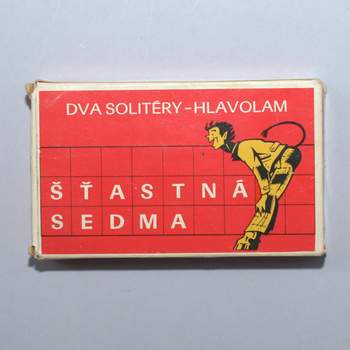 DVA SOLITÉRY – HLAVOLAM
ŠŤASTNÁ
SEDMA